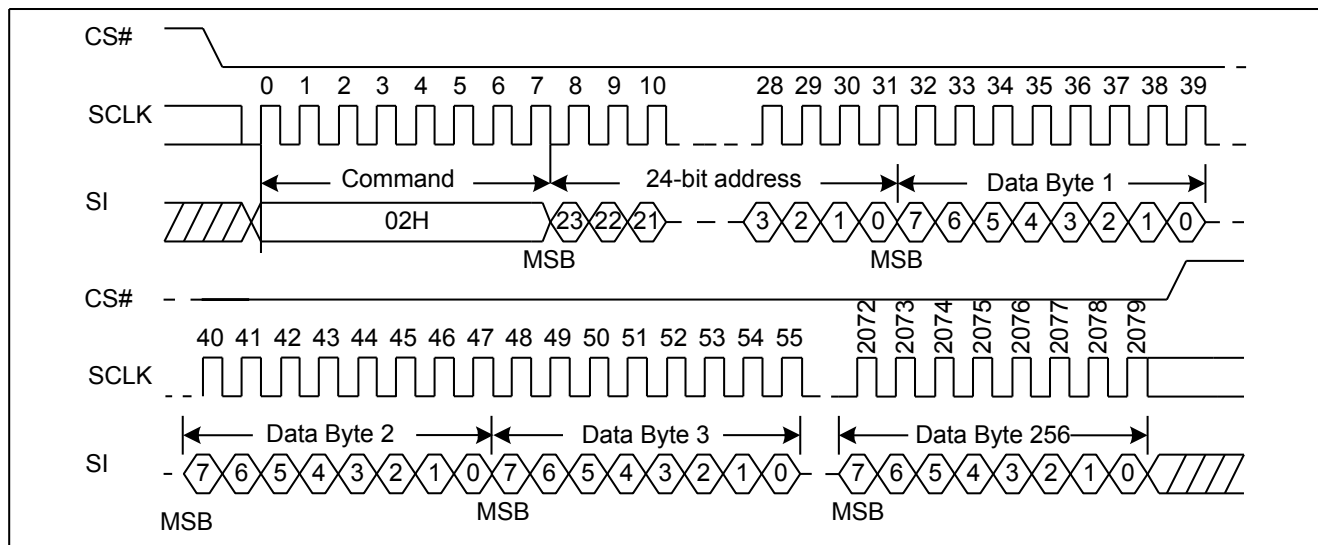 CS#
0 1 2 3 4 5 6 7 8 9 10 28 29 30 31 32 33 34 35 36 37 38 39
SCLK
Command 24-bit address Data Byte 1
SI
02H 23 22 21 3 2 1 0 7 6 5 4 3 2 1 0
MSB MSB
CS#
40 41 42 43 44 45 46 47 48 49 50 51 52 53 54 55 2072 2073 2074 2075 2076 2077 2078 2079
SCLK
Data Byte 2 Data Byte 3 Data Byte 256
SI 7 6 5 4 3 2 1 0 7 6 5 4 3 2 1 0 7 6 5 4 3 2 1 0
MSB MSB MSB